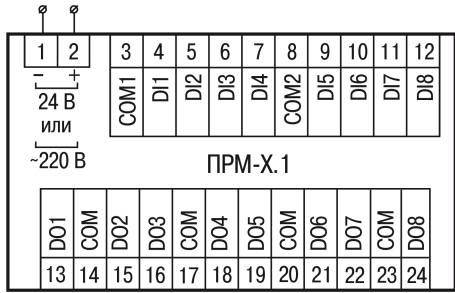 1 2 3 4 5 6 7 8 9 10 11 12
- +
COM1 DI1 DI2 DI3 DI4 COM2 DI5 DI6 DI7 DI8
24 В
или
~220 В
ПРМ-Х.1
DO1 COM DO2 DO3 COM DO4 DO5 COM DO6 DO7 COM DO8
13 14 15 16 17 18 19 20 21 22 23 24